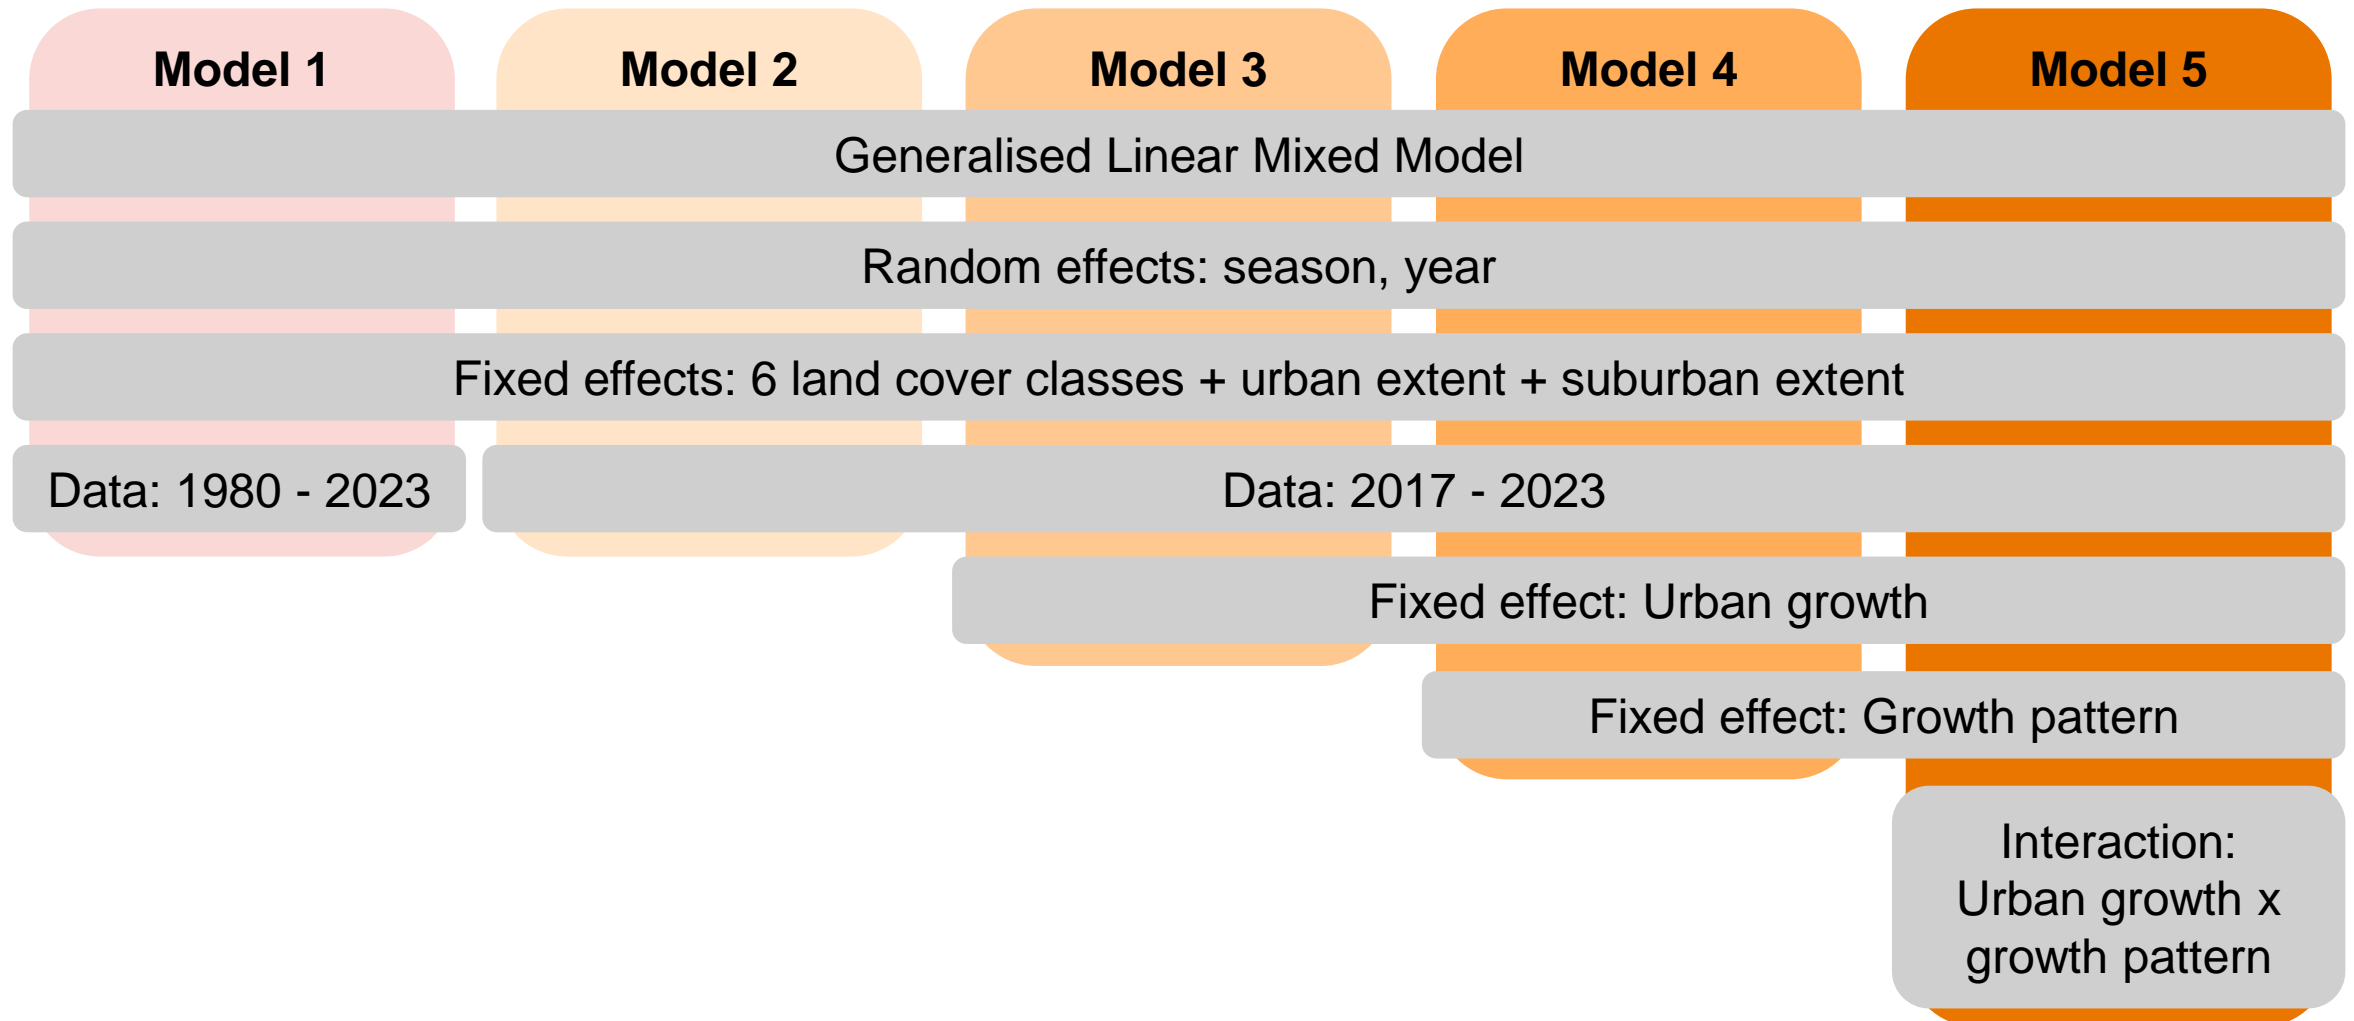 Model 1
Model 2
Model 3
Model 4
Model 5
Generalised Linear Mixed Model
Random effects: season, year
Fixed effects: 6 land cover classes + urban extent + suburban extent
Data: 1980 - 2023
Data: 2017 - 2023
Fixed effect: Urban growth
Fixed effect: Growth pattern
Interaction:
Urban growth x
growth pattern